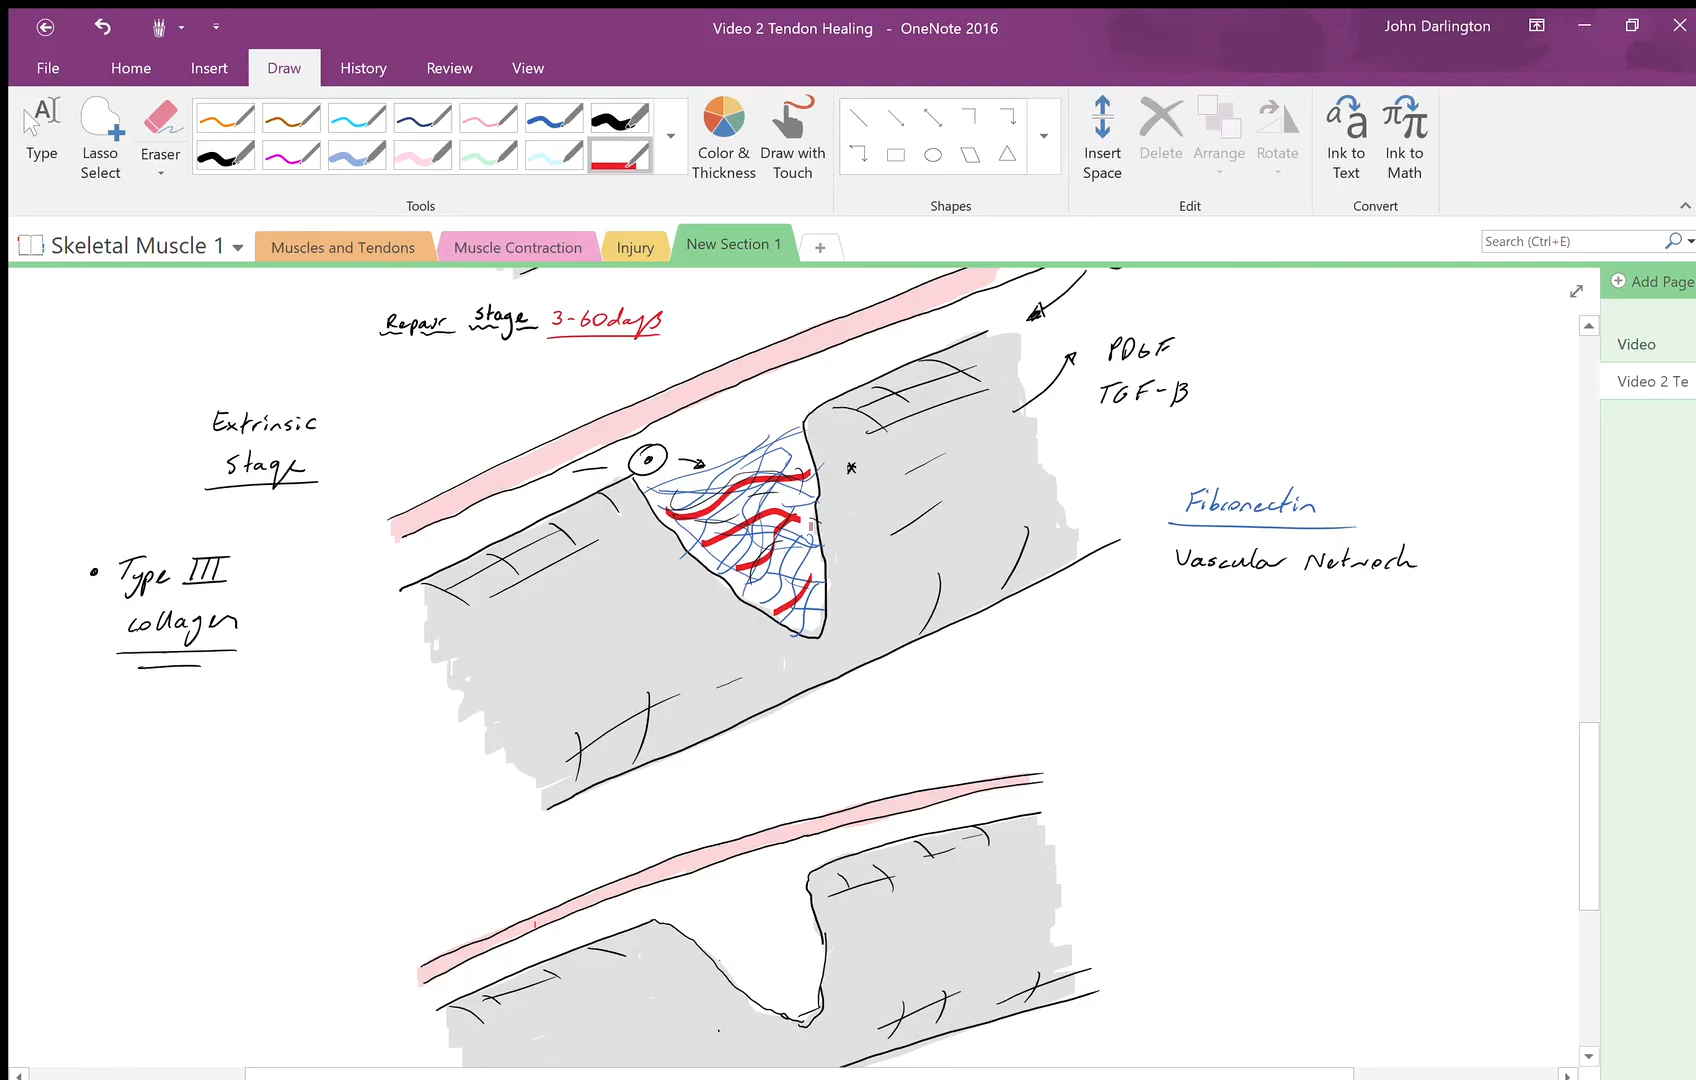 Video 2 Tendon Healing - OneNote 2016
John Darlington
File Home Insert Draw History Review View
Type
Lasso Select
Eraser
Color & Thickness
Draw with Touch
Insert Space
Delete
Arrange
Rotate
Ink to Text
Ink to Math
Tools
Shapes
Edit
Convert
Skeletal Muscle 1
Muscles and Tendons
Muscle Contraction
Injury
New Section 1
Search (Ctrl+E)
Add Page
Video
Video 2 Te
Repair Stage 3-60days
PDGF
TGF-β
Extrinsic
Stage
Fibronectin
Vascular Network
• Type III
collagen